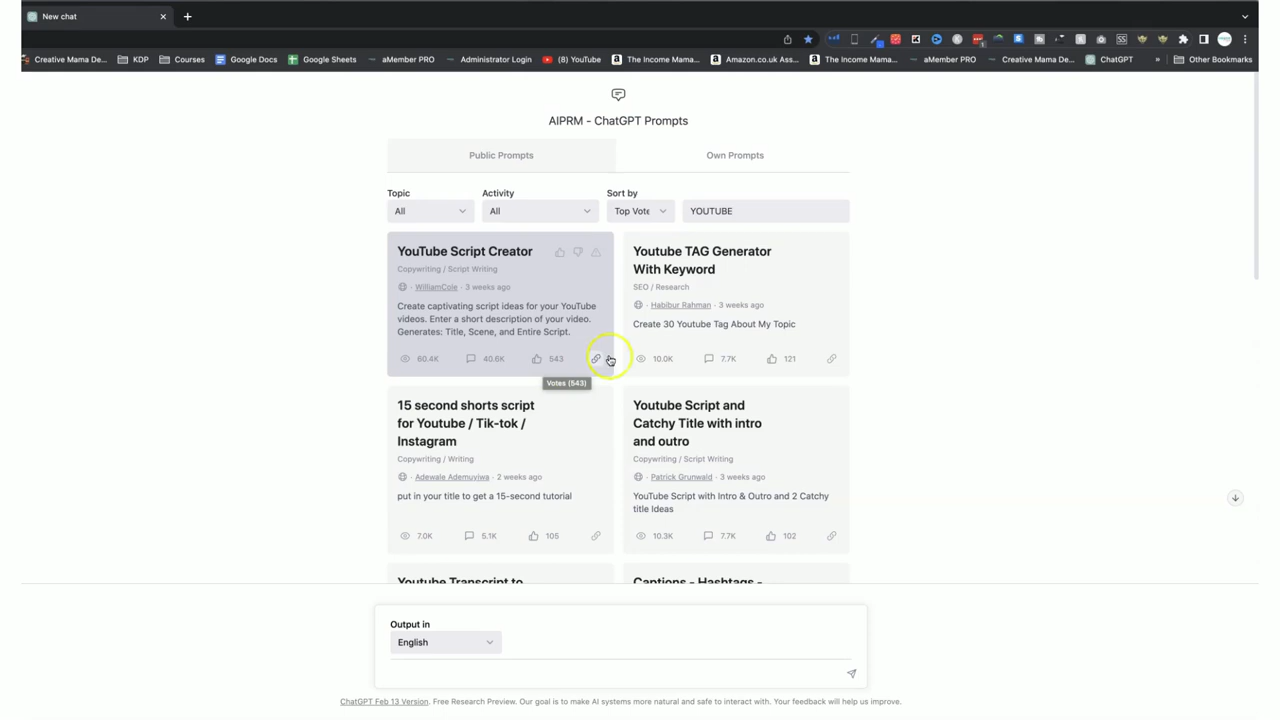 New chat
Creative Mama De...
KDP
Courses
Google Docs
Google Sheets
aMember PRO
Administrator Login
(8) YouTube
The Income Mama...
Amazon.co.uk Ass...
The Income Mama...
aMember PRO
Creative Mama De...
ChatGPT
»
Other Bookmarks
AIPRM - ChatGPT Prompts
Public Prompts
Own Prompts
Topic
Activity
Sort by
All
All
Top Vote
YOUTUBE
YouTube Script Creator
Copywriting / Script Writing
· WilliamCole · 3 weeks ago
Create captivating script ideas for your YouTube
videos. Enter a short description of your video.
Generates: Title, Scene, and Entire Script.
60.4K
40.6K
543
Votes (543)
Youtube TAG Generator
With Keyword
SEO / Research
· Habibur Rahman · 3 weeks ago
Create 30 Youtube Tag About My Topic
10.0K
7.7K
121
15 second shorts script
for Youtube / Tik-tok /
Instagram
Copywriting / Writing
· Adewale Ademuyiwa · 2 weeks ago
put in your title to get a 15-second tutorial
7.0K
5.1K
105
Youtube Script and
Catchy Title with intro
and outro
Copywriting / Script Writing
· Patrick Grunwald · 3 weeks ago
YouTube Script with Intro & Outro and 2 Catchy
title Ideas
10.3K
7.7K
102
Youtube Transcript to
Captions - Hashtags -
Output in
English
ChatGPT Feb 13 Version. Free Research Preview. Our goal is to make AI systems more natural and safe to interact with. Your feedback will help us improve.